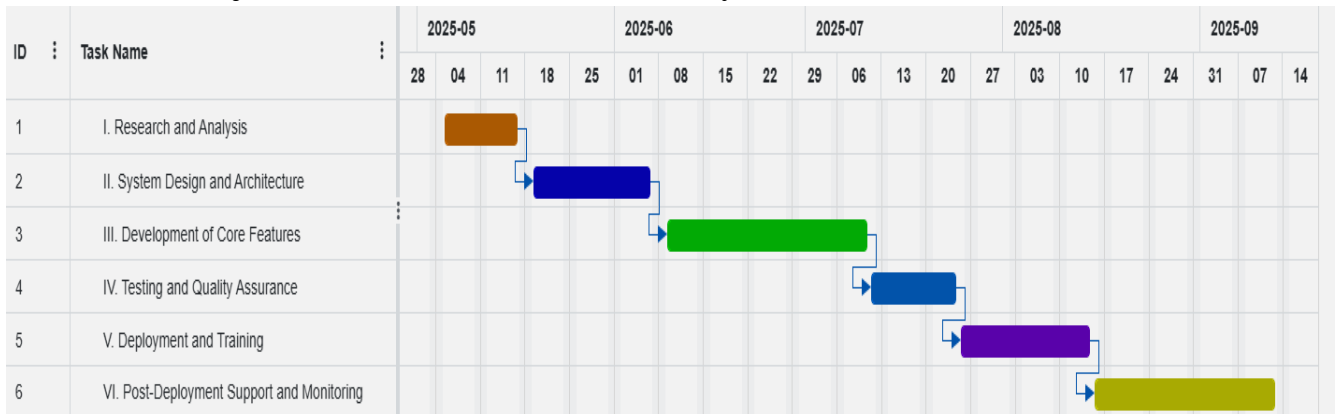 2025-05 2025-06 2025-07 2025-08 2025-09
ID Task Name
28 04 11 18 25 01 08 15 22 29 06 13 20 27 03 10 17 24 31 07 14
1 I. Research and Analysis
2 II. System Design and Architecture
3 III. Development of Core Features
4 IV. Testing and Quality Assurance
5 V. Deployment and Training
6 VI. Post-Deployment Support and Monitoring